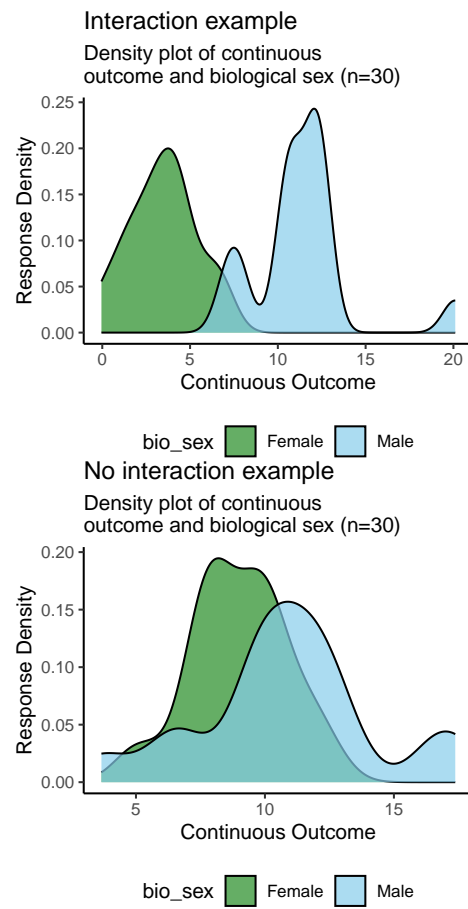 Interaction example
Density plot of continuous
outcome and biological sex (n=30)
0.25
0.20
0.15
0.10
0.05
0.00
Response Density
0 5 10 15 20
Continuous Outcome
bio_sex Female Male
No interaction example
Density plot of continuous
outcome and biological sex (n=30)
0.20
0.15
0.10
0.05
0.00
Response Density
5 10 15
Continuous Outcome
bio_sex Female Male